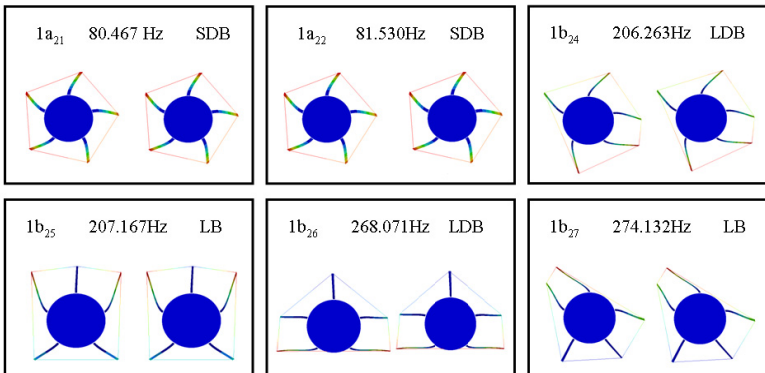 1a₂₁ 80.467 Hz SDB
1a₂₂ 81.530Hz SDB
1b₂₄ 206.263Hz LDB
1b₂₅ 207.167Hz LB
1b₂₆ 268.071Hz LDB
1b₂₇ 274.132Hz LB